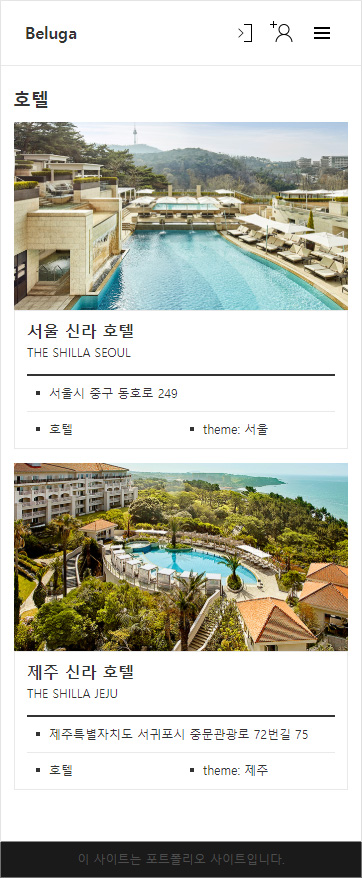 Beluga
호텔
서울 신라 호텔
THE SHILLA SEOUL
서울시 중구 동호로 249
호텔 theme: 서울
제주 신라 호텔
THE SHILLA JEJU
제주특별자치도 서귀포시 중문관광로 72번길 75
호텔 theme: 제주
이 사이트는 포트폴리오 사이트입니다.